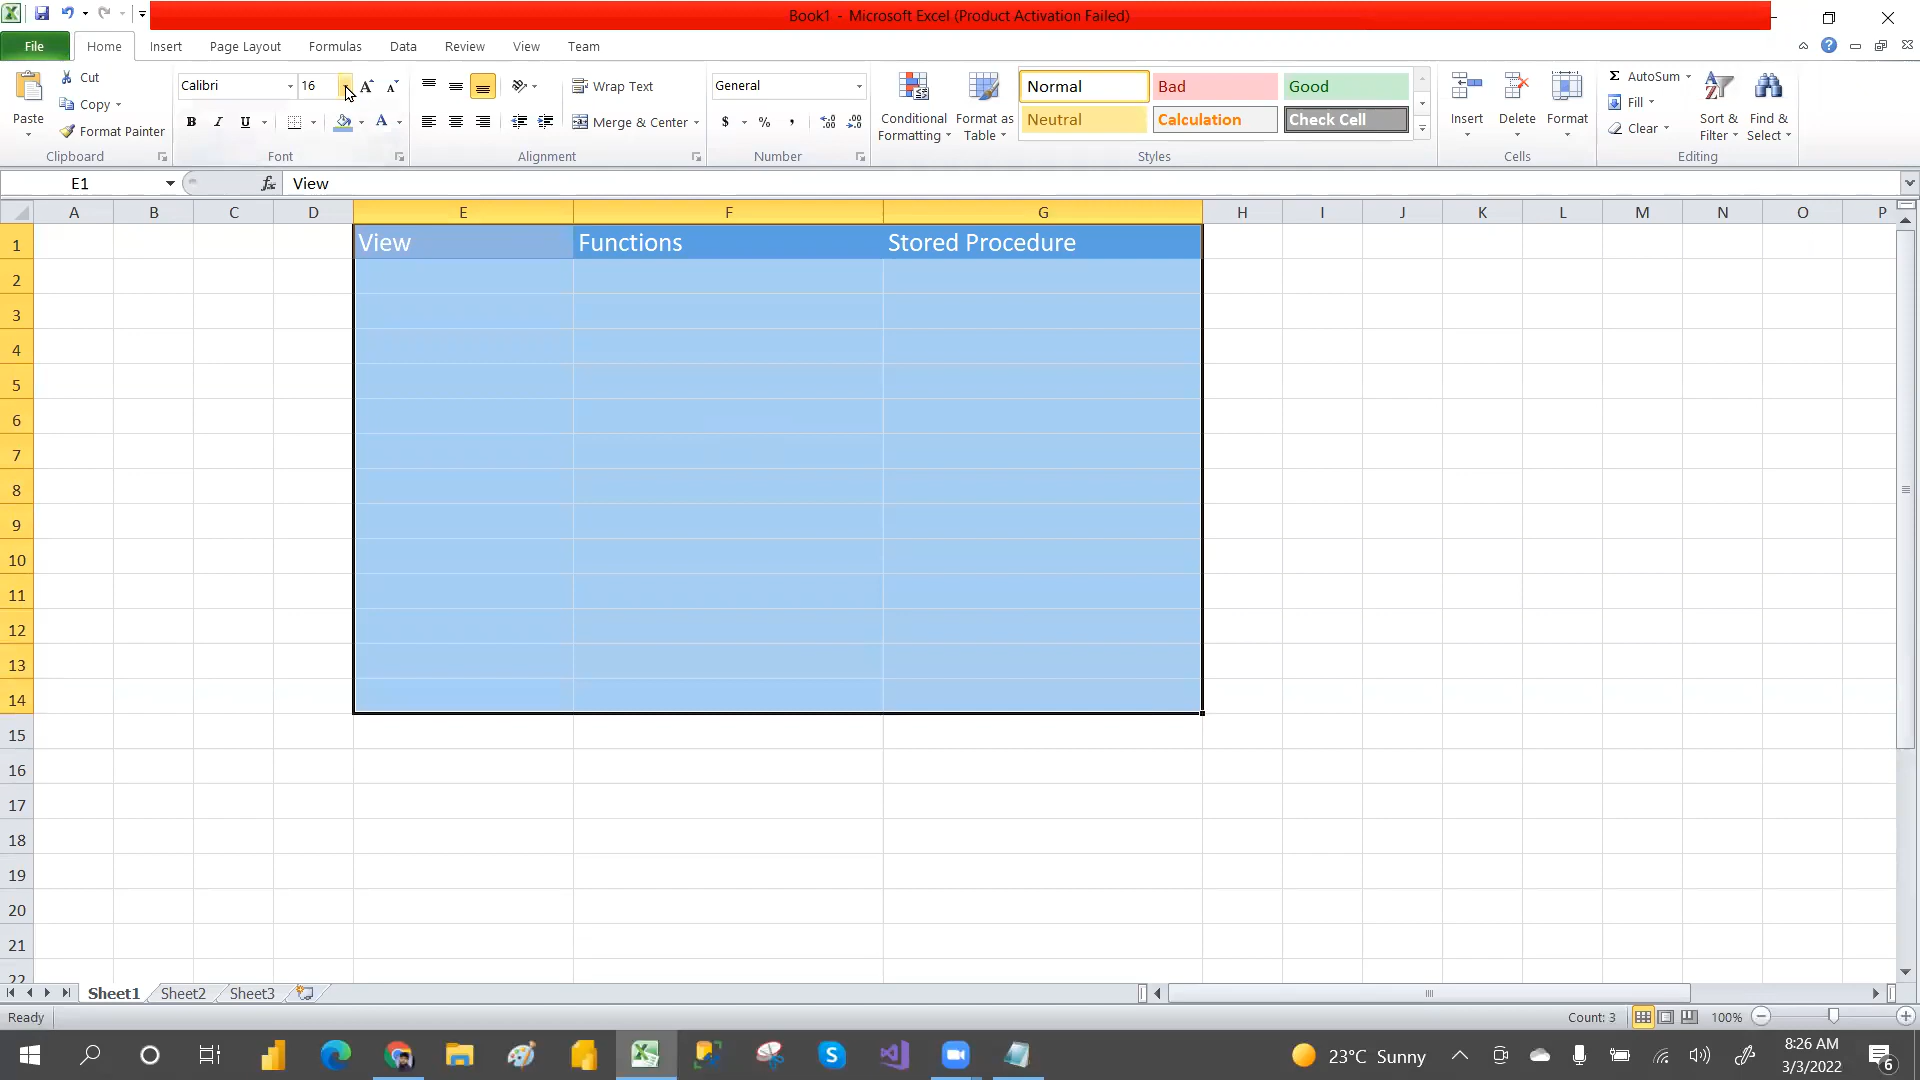 Book1 - Microsoft Excel (Product Activation Failed)
File Home Insert Page Layout Formulas Data Review View Team
Paste
Cut
Copy
Format Painter
Clipboard
Calibri 16
B I U A
Font
Wrap Text
Merge & Center
Alignment
General
$ % ,
Number
Conditional Formatting
Format as Table
Normal Bad Good
Neutral Calculation Check Cell
Styles
Insert Delete Format
Cells
Σ AutoSum
Fill
Clear
Sort & Filter
Find & Select
Editing
E1 fx View
A B C D E F G H I J K L M N O P
1 View Functions Stored Procedure
2
3
4
5
6
7
8
9
10
11
12
13
14
15
16
17
18
19
20
21
22
Sheet1 Sheet2 Sheet3
Ready Count: 3 100%
23°C Sunny
8:26 AM
3/3/2022
6